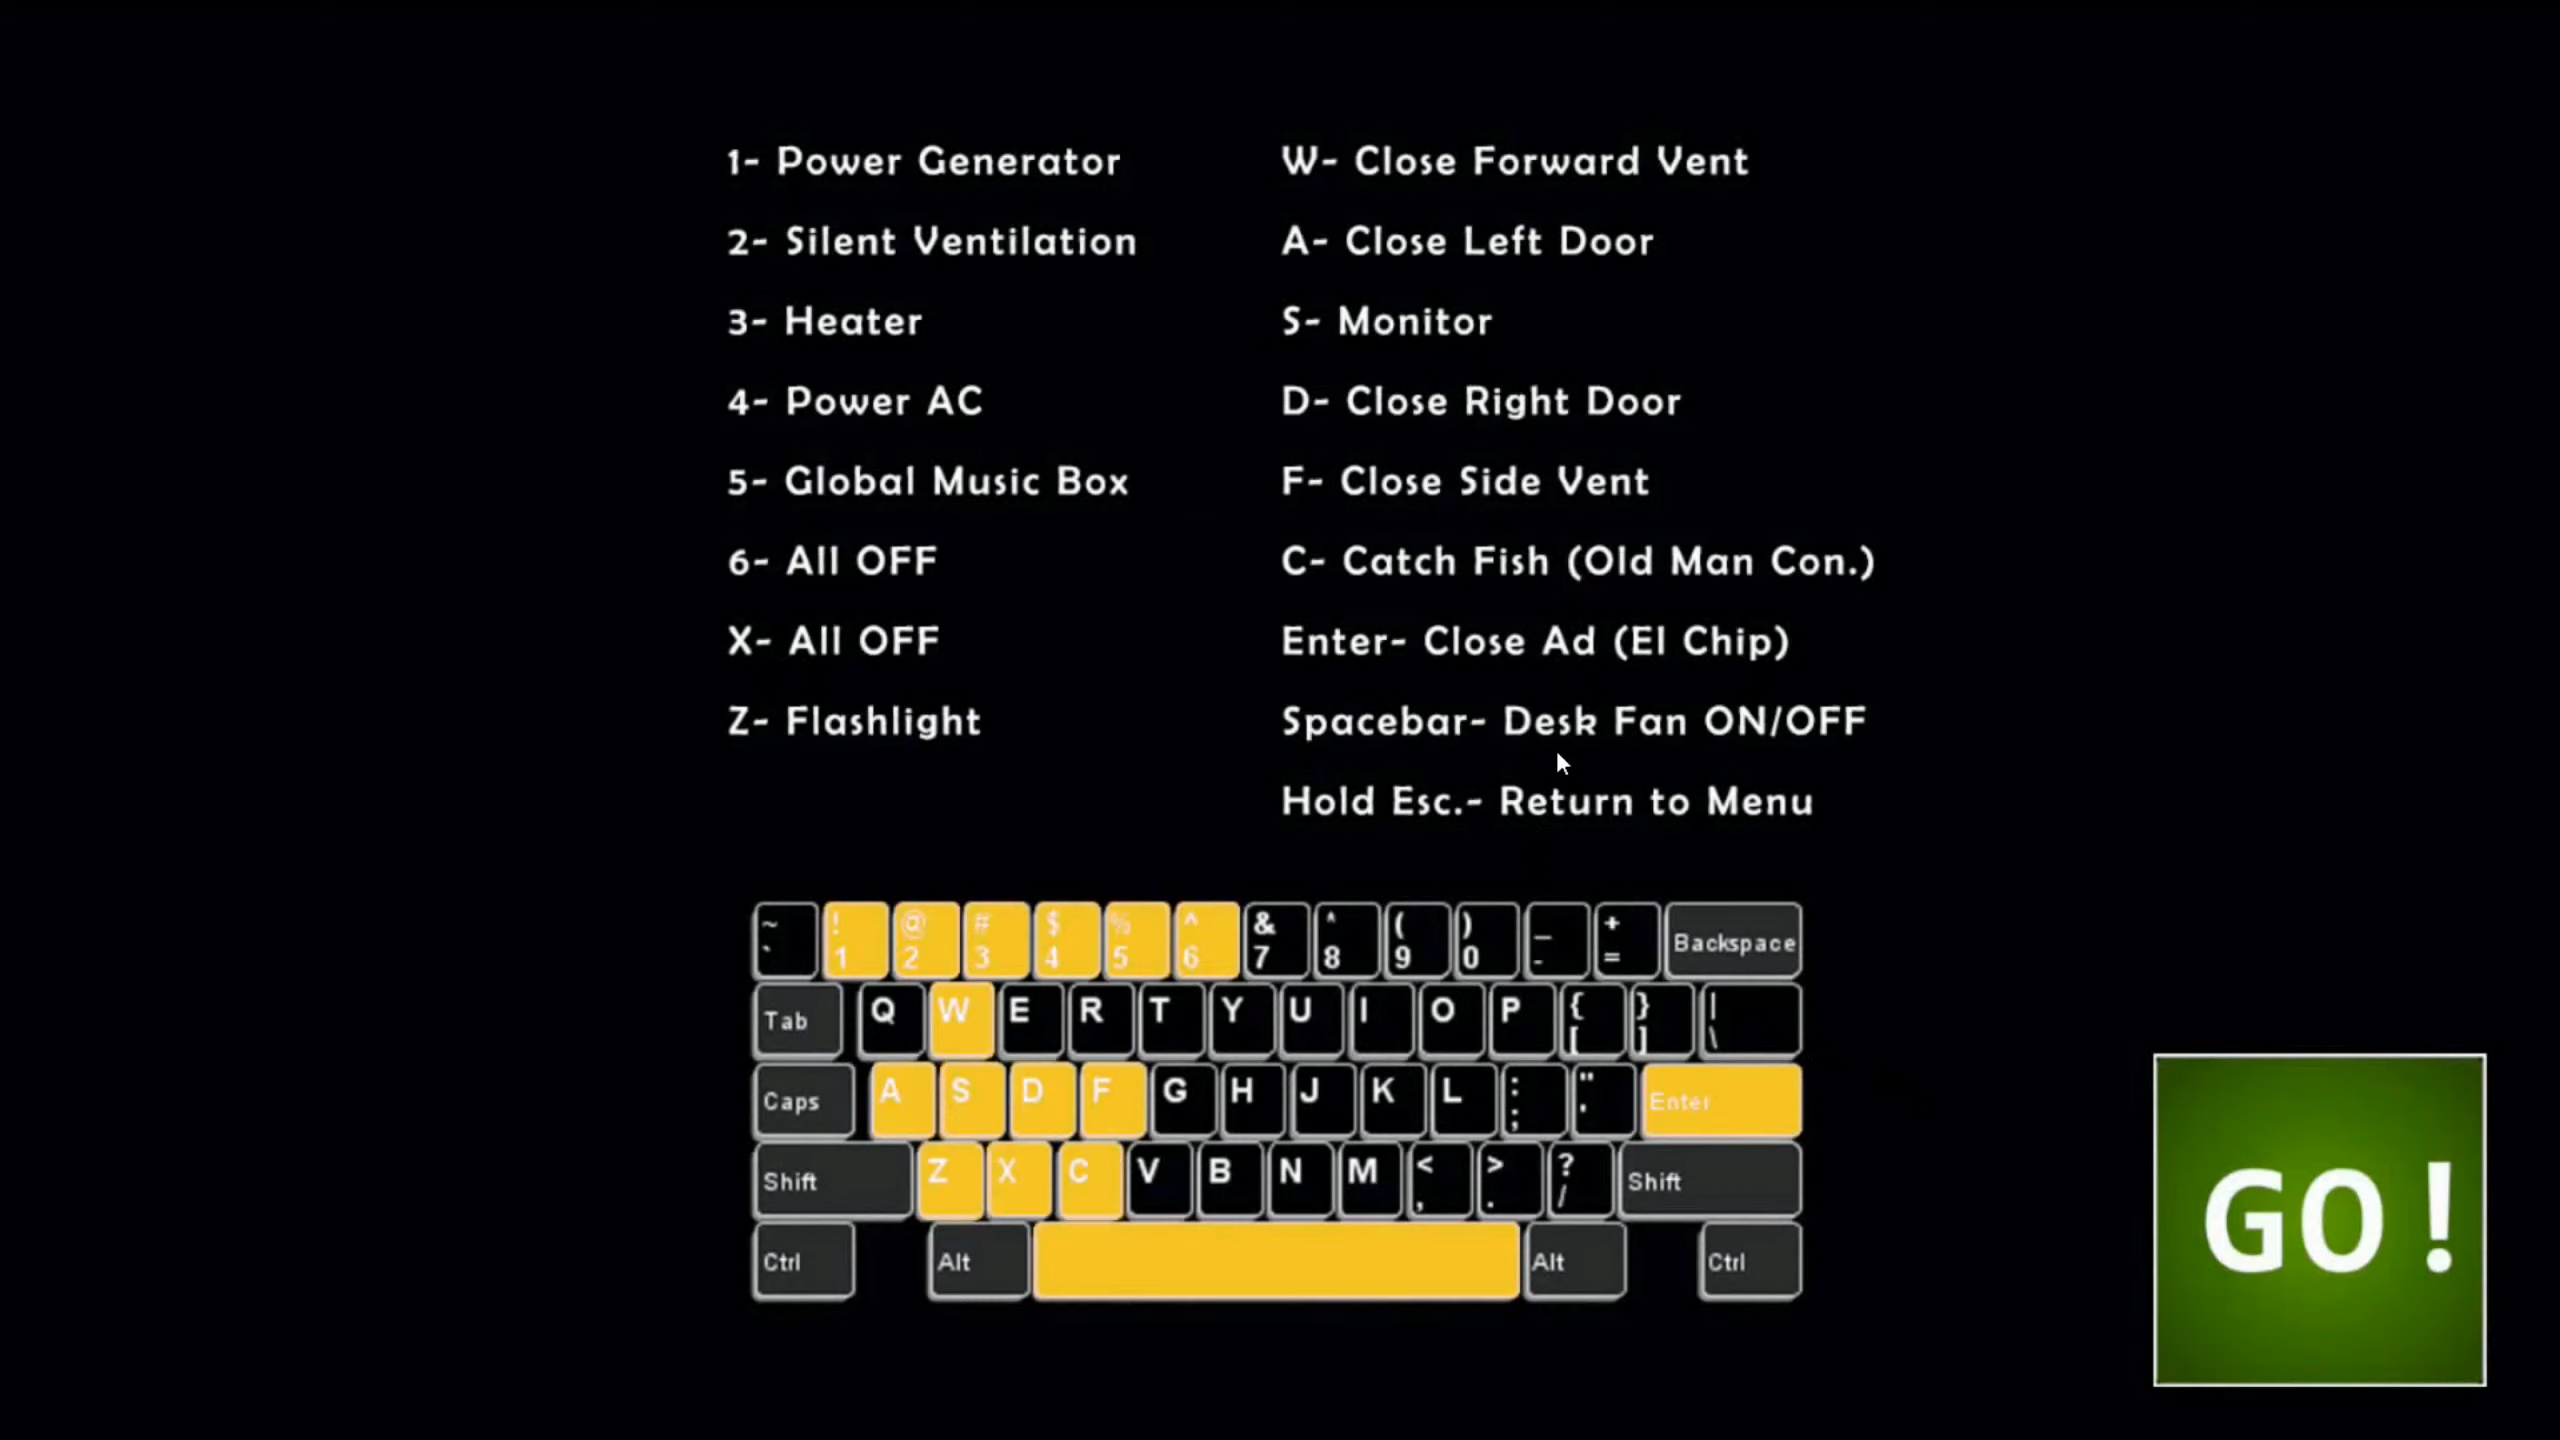 1- Power Generator
2- Silent Ventilation
3- Heater
4- Power AC
5- Global Music Box
6- All OFF
X- All OFF
Z- Flashlight
W- Close Forward Vent
A- Close Left Door
S- Monitor
D- Close Right Door
F- Close Side Vent
C- Catch Fish (Old Man Con.)
Enter- Close Ad (El Chip)
Spacebar- Desk Fan ON/OFF
Hold Esc.- Return to Menu
~ ! @ # $ % ^ & * ( ) _ +
` 1 2 3 4 5 6 7 8 9 0 - = Backspace
Tab Q W E R T Y U I O P { [ } ] | \
Caps A S D F G H J K L : ; " ' Enter
Shift Z X C V B N M < , > . ? / Shift
Ctrl Alt Alt Ctrl
GO!